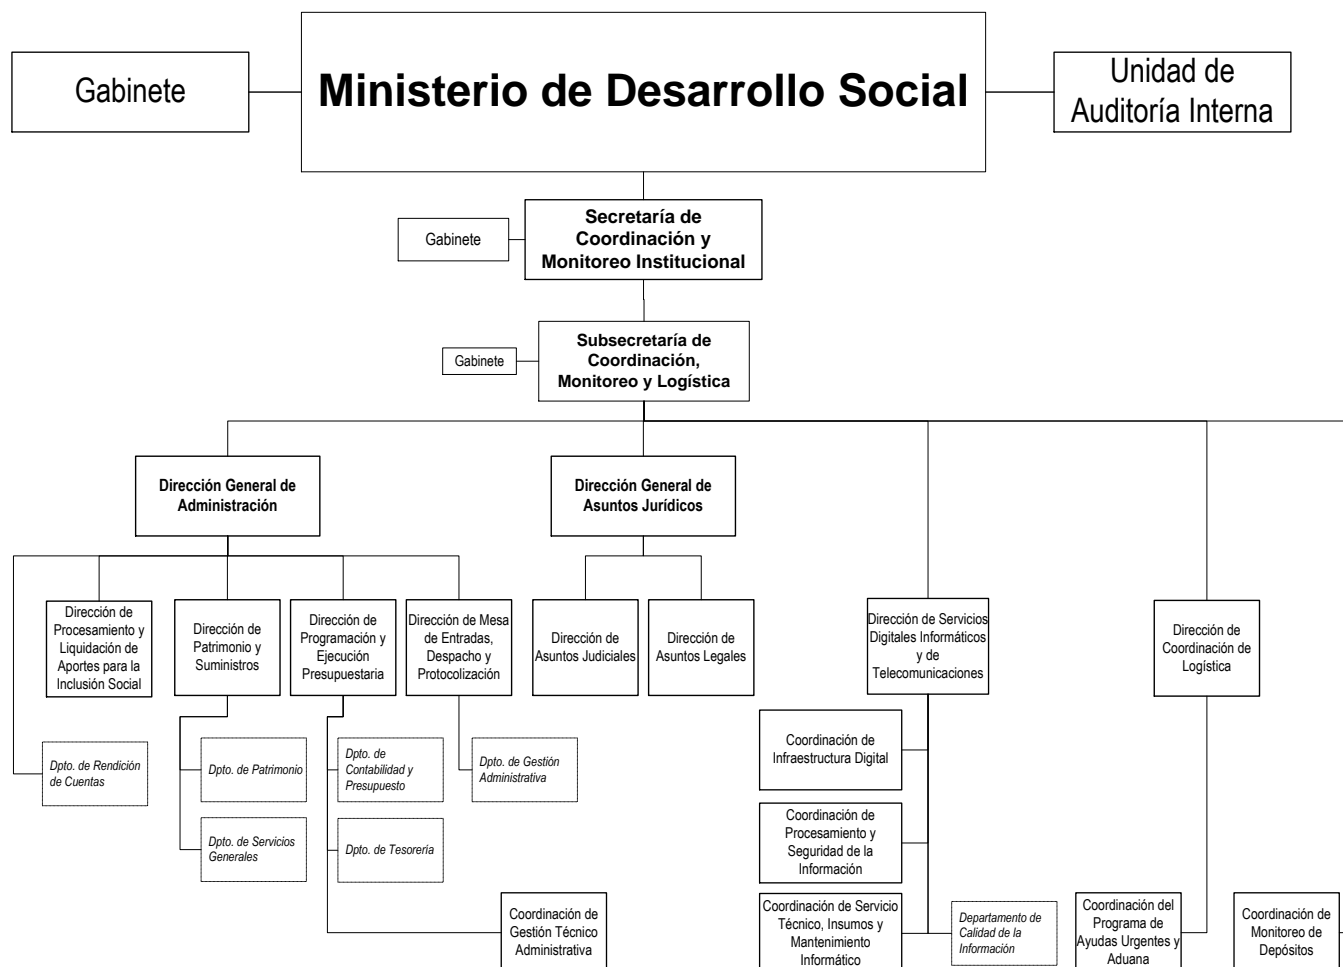 Gabinete
Ministerio de Desarrollo Social
Unidad de
Auditoría Interna
Secretaría de
Coordinación y
Monitoreo Institucional
Gabinete
Subsecretaría de
Coordinación,
Monitoreo y Logística
Gabinete
Dirección General de
Administración
Dirección General de
Asuntos Jurídicos
Dirección de
Procesamiento y
Liquidación de
Aportes para la
Inclusión Social
Dirección de
Patrimonio y
Suministros
Dirección de
Programación y
Ejecución
Presupuestaria
Dirección de Mesa
de Entradas,
Despacho y
Protocolización
Dirección de
Asuntos Judiciales
Dirección de
Asuntos Legales
Dirección de Servicios
Digitales Informáticos
y de
Telecomunicaciones
Dirección de
Coordinación de
Logística
Dpto. de Rendición
de Cuentas
Dpto. de Patrimonio
Dpto. de
Contabilidad y
Presupuesto
Dpto. de Gestión
Administrativa
Coordinación de
Infraestructura Digital
Dpto. de Servicios
Generales
Dpto. de Tesoreria
Coordinación de
Procesamiento y
Seguridad de la
Información
Coordinación de
Gestión Técnico
Administrativa
Coordinación de Servicio
Técnico, Insumos y
Mantenimiento
Informático
Departamento de
Calidad de la
Información
Coordinación del
Programa de
Ayudas Urgentes y
Aduana
Coordinación de
Monitoreo de
Depósitos